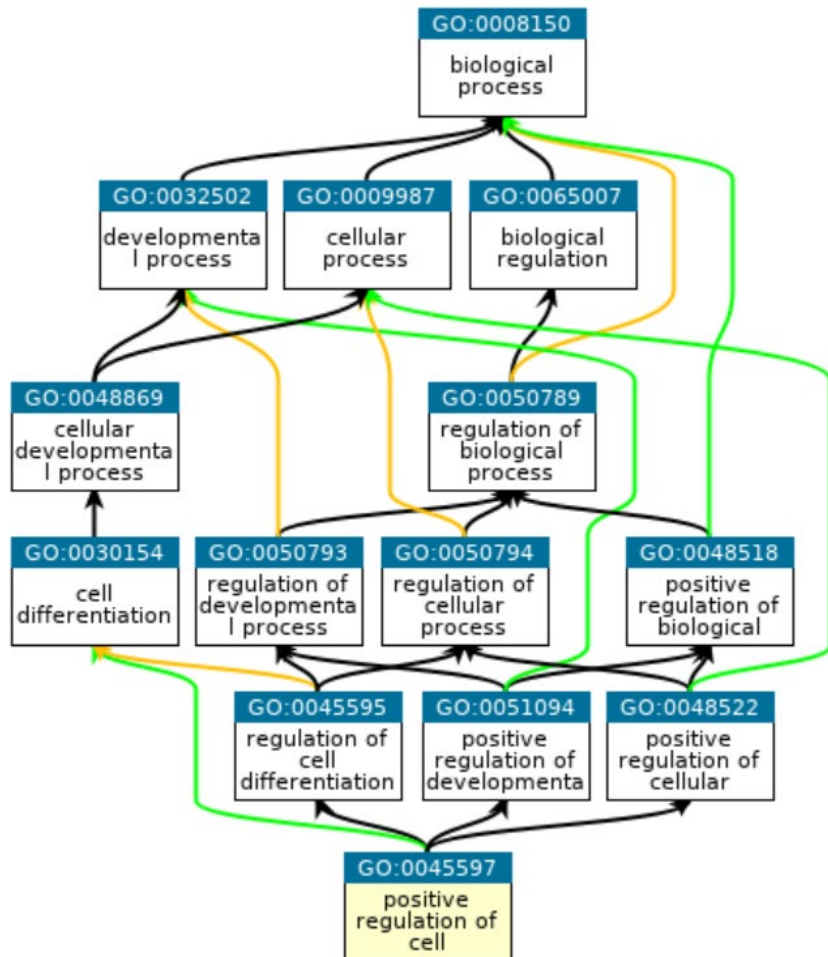 GO:0008150
biological
process
GO:0032502
developmenta
l process
GO:0009987
cellular
process
GO:0065007
biological
regulation
GO:0048869
cellular
developmenta
l process
GO:0050789
regulation of
biological
process
GO:0030154
cell
differentiation
GO:0050793
regulation of
developmenta
l process
GO:0050794
regulation of
cellular
process
GO:0048518
positive
regulation of
biological
GO:0045595
regulation of
cell
differentiation
GO:0051094
positive
regulation of
developmenta
GO:0048522
positive
regulation of
cellular
GO:0045597
positive
regulation of
cell